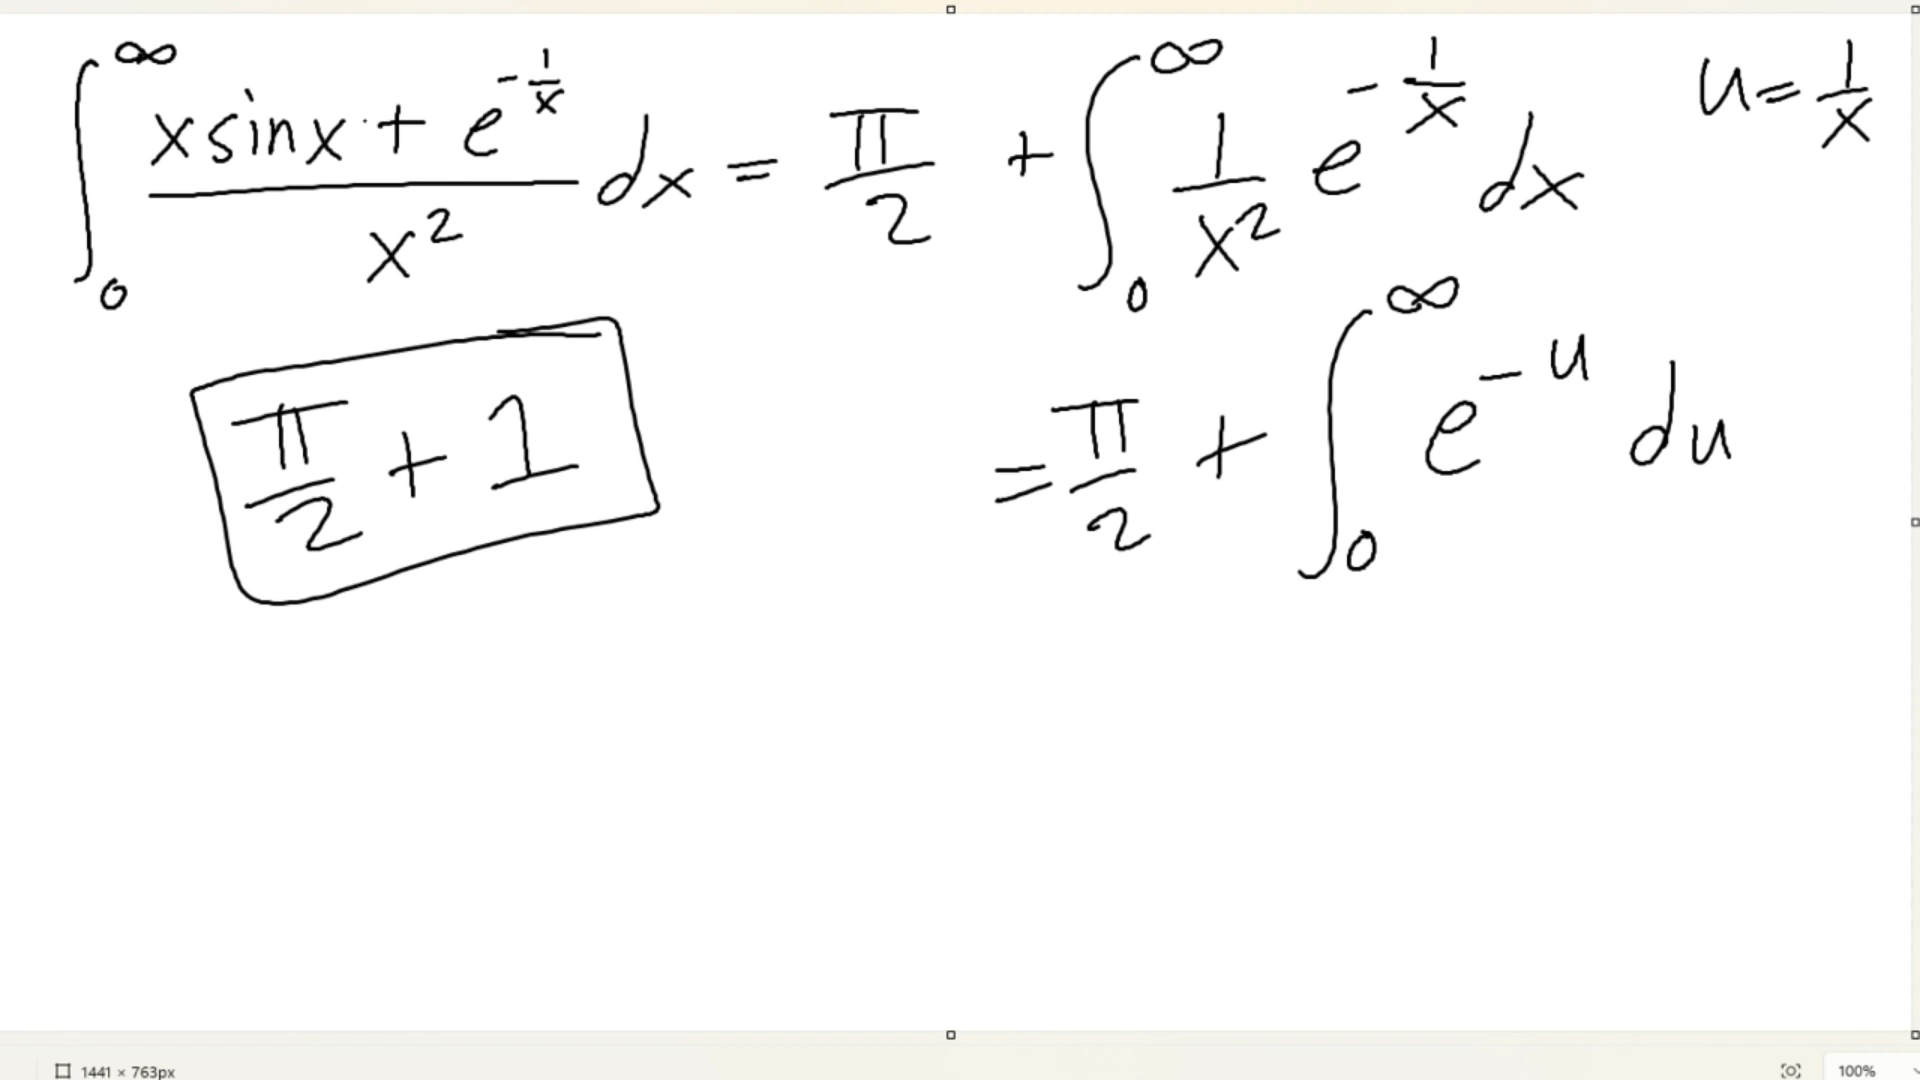 ∫₀^∞ (x sin x + e^(-1/x))/x² dx = π/2 + ∫₀^∞ 1/x² e^(-1/x) dx   u = 1/x
π/2 + 1   = π/2 + ∫₀^∞ e^(-u) du
1441 × 763px   100%